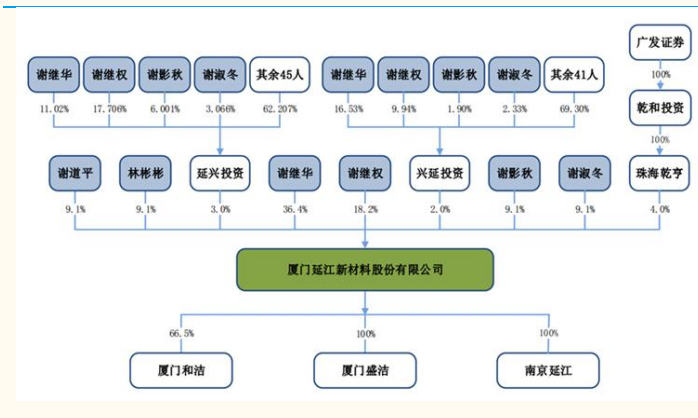 广发证券
谢继华 谢继权 谢影秋 谢淑冬 其余45人 谢继华 谢继权 谢影秋 谢淑冬 其余41人
100%
11.02% 17.706% 6.001% 3.066% 62.207% 16.53% 9.94% 1.90% 2.33% 69.30%
乾和投资
100%
谢道平 林彬彬 延兴投资 谢继华 谢继权 兴延投资 谢影秋 谢淑冬 珠海乾亨
9.1% 9.1% 3.0% 36.4% 18.2% 2.0% 9.1% 9.1% 4.0%
厦门延江新材料股份有限公司
66.5% 100% 100%
厦门和洁 厦门盛洁 南京延江